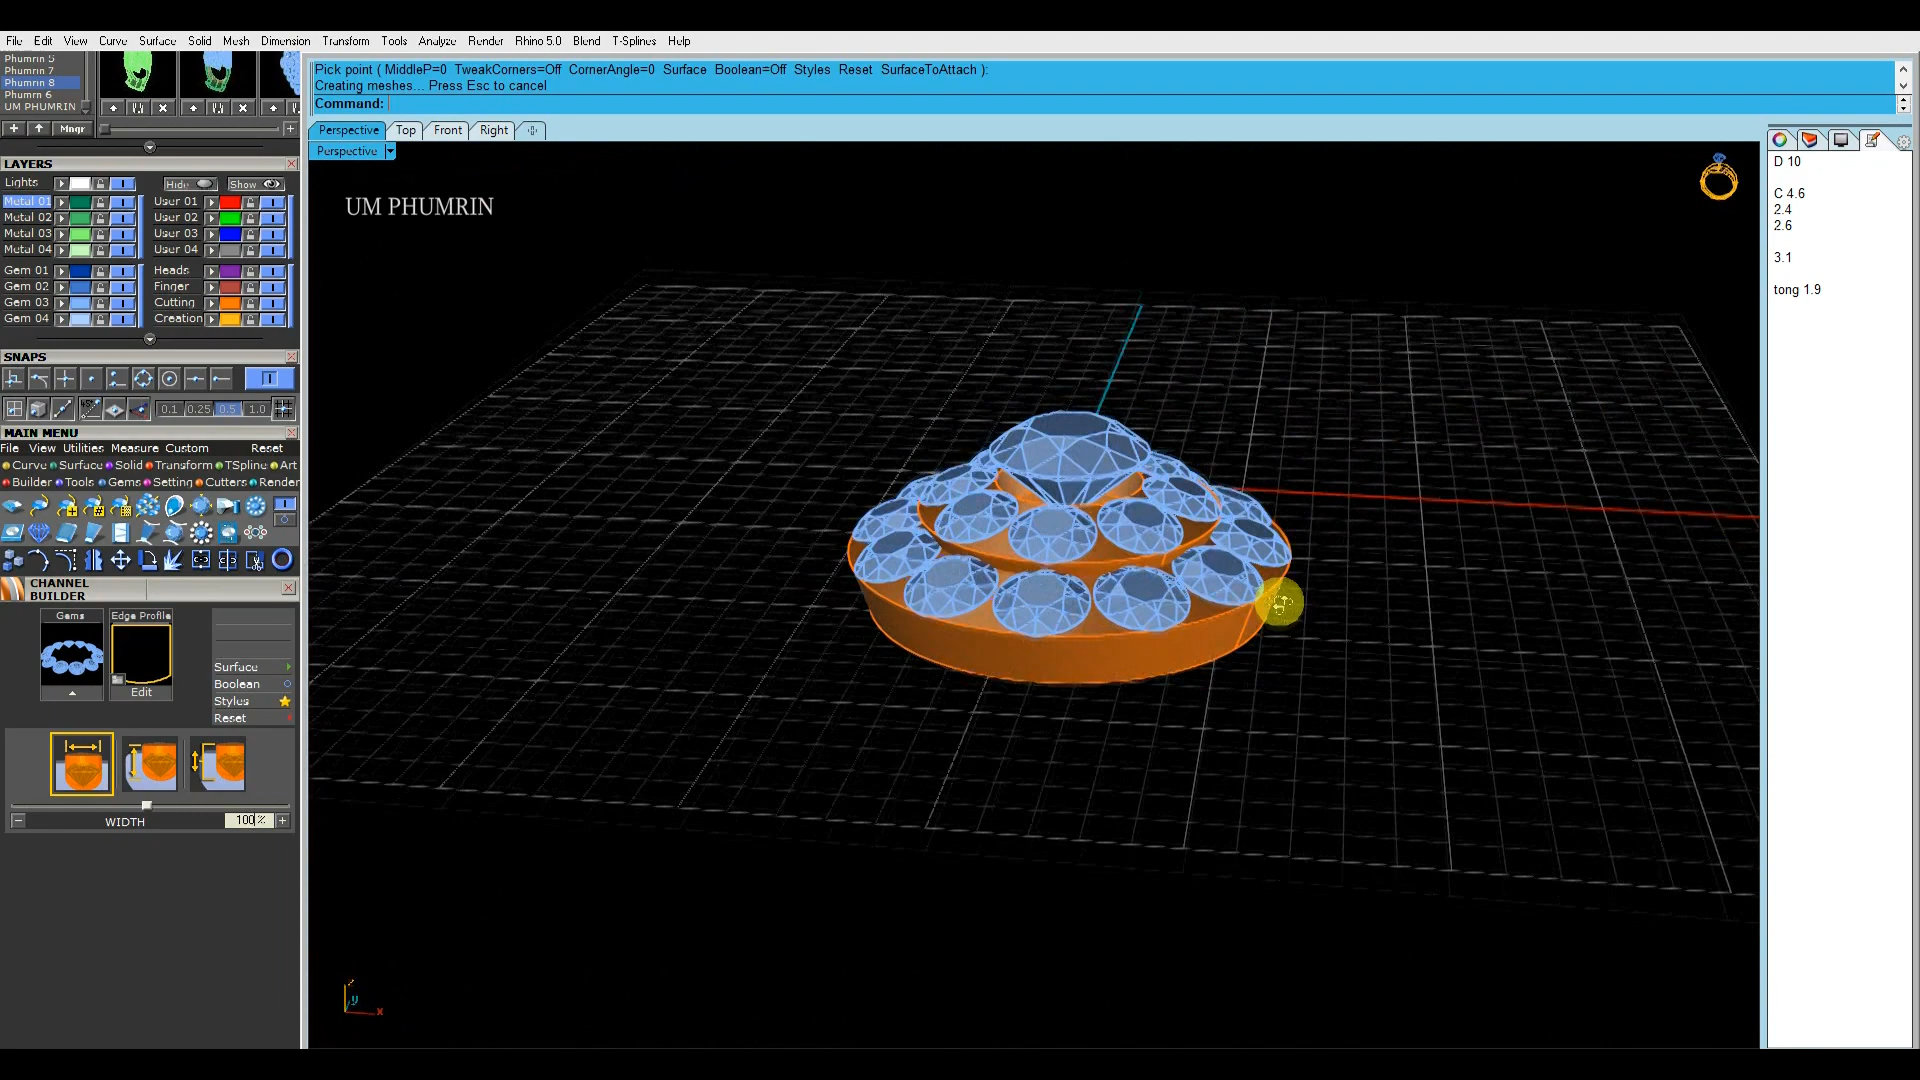 File Edit View Curve Surface Solid Mesh Dimension Transform Tools Analyze Render Rhino 5.0 Blend T-Splines Help
Phumrin 5
Phumrin 7
Phumrin 8
Phumrin 6
UM PHUMRIN
Mngr
Pick point ( MiddleP=0 TweakCorners=Off CornerAngle=0 Surface Boolean=Off Styles Reset SurfaceToAttach ):
Creating meshes... Press Esc to cancel
Command:
Perspective Top Front Right
Perspective
UM PHUMRIN
LAYERS
Lights Hide Show
Metal 01 User 01
Metal 02 User 02
Metal 03 User 03
Metal 04 User 04
Gem 01 Heads
Gem 02 Finger
Gem 03 Cutting
Gem 04 Creation
SNAPS
0.1 0.25 0.5 1.0
MAIN MENU
File View Utilities Measure Custom Reset
Curve Surface Solid Transform TSpline Art
Builder Tools Gems Setting Cutters Render
CHANNEL
BUILDER
Gems Edge Profile
Edit
Surface
Boolean
Styles
Reset
WIDTH 100%
z
y
x
D 10
C 4.6
2.4
2.6
3.1
tong 1.9